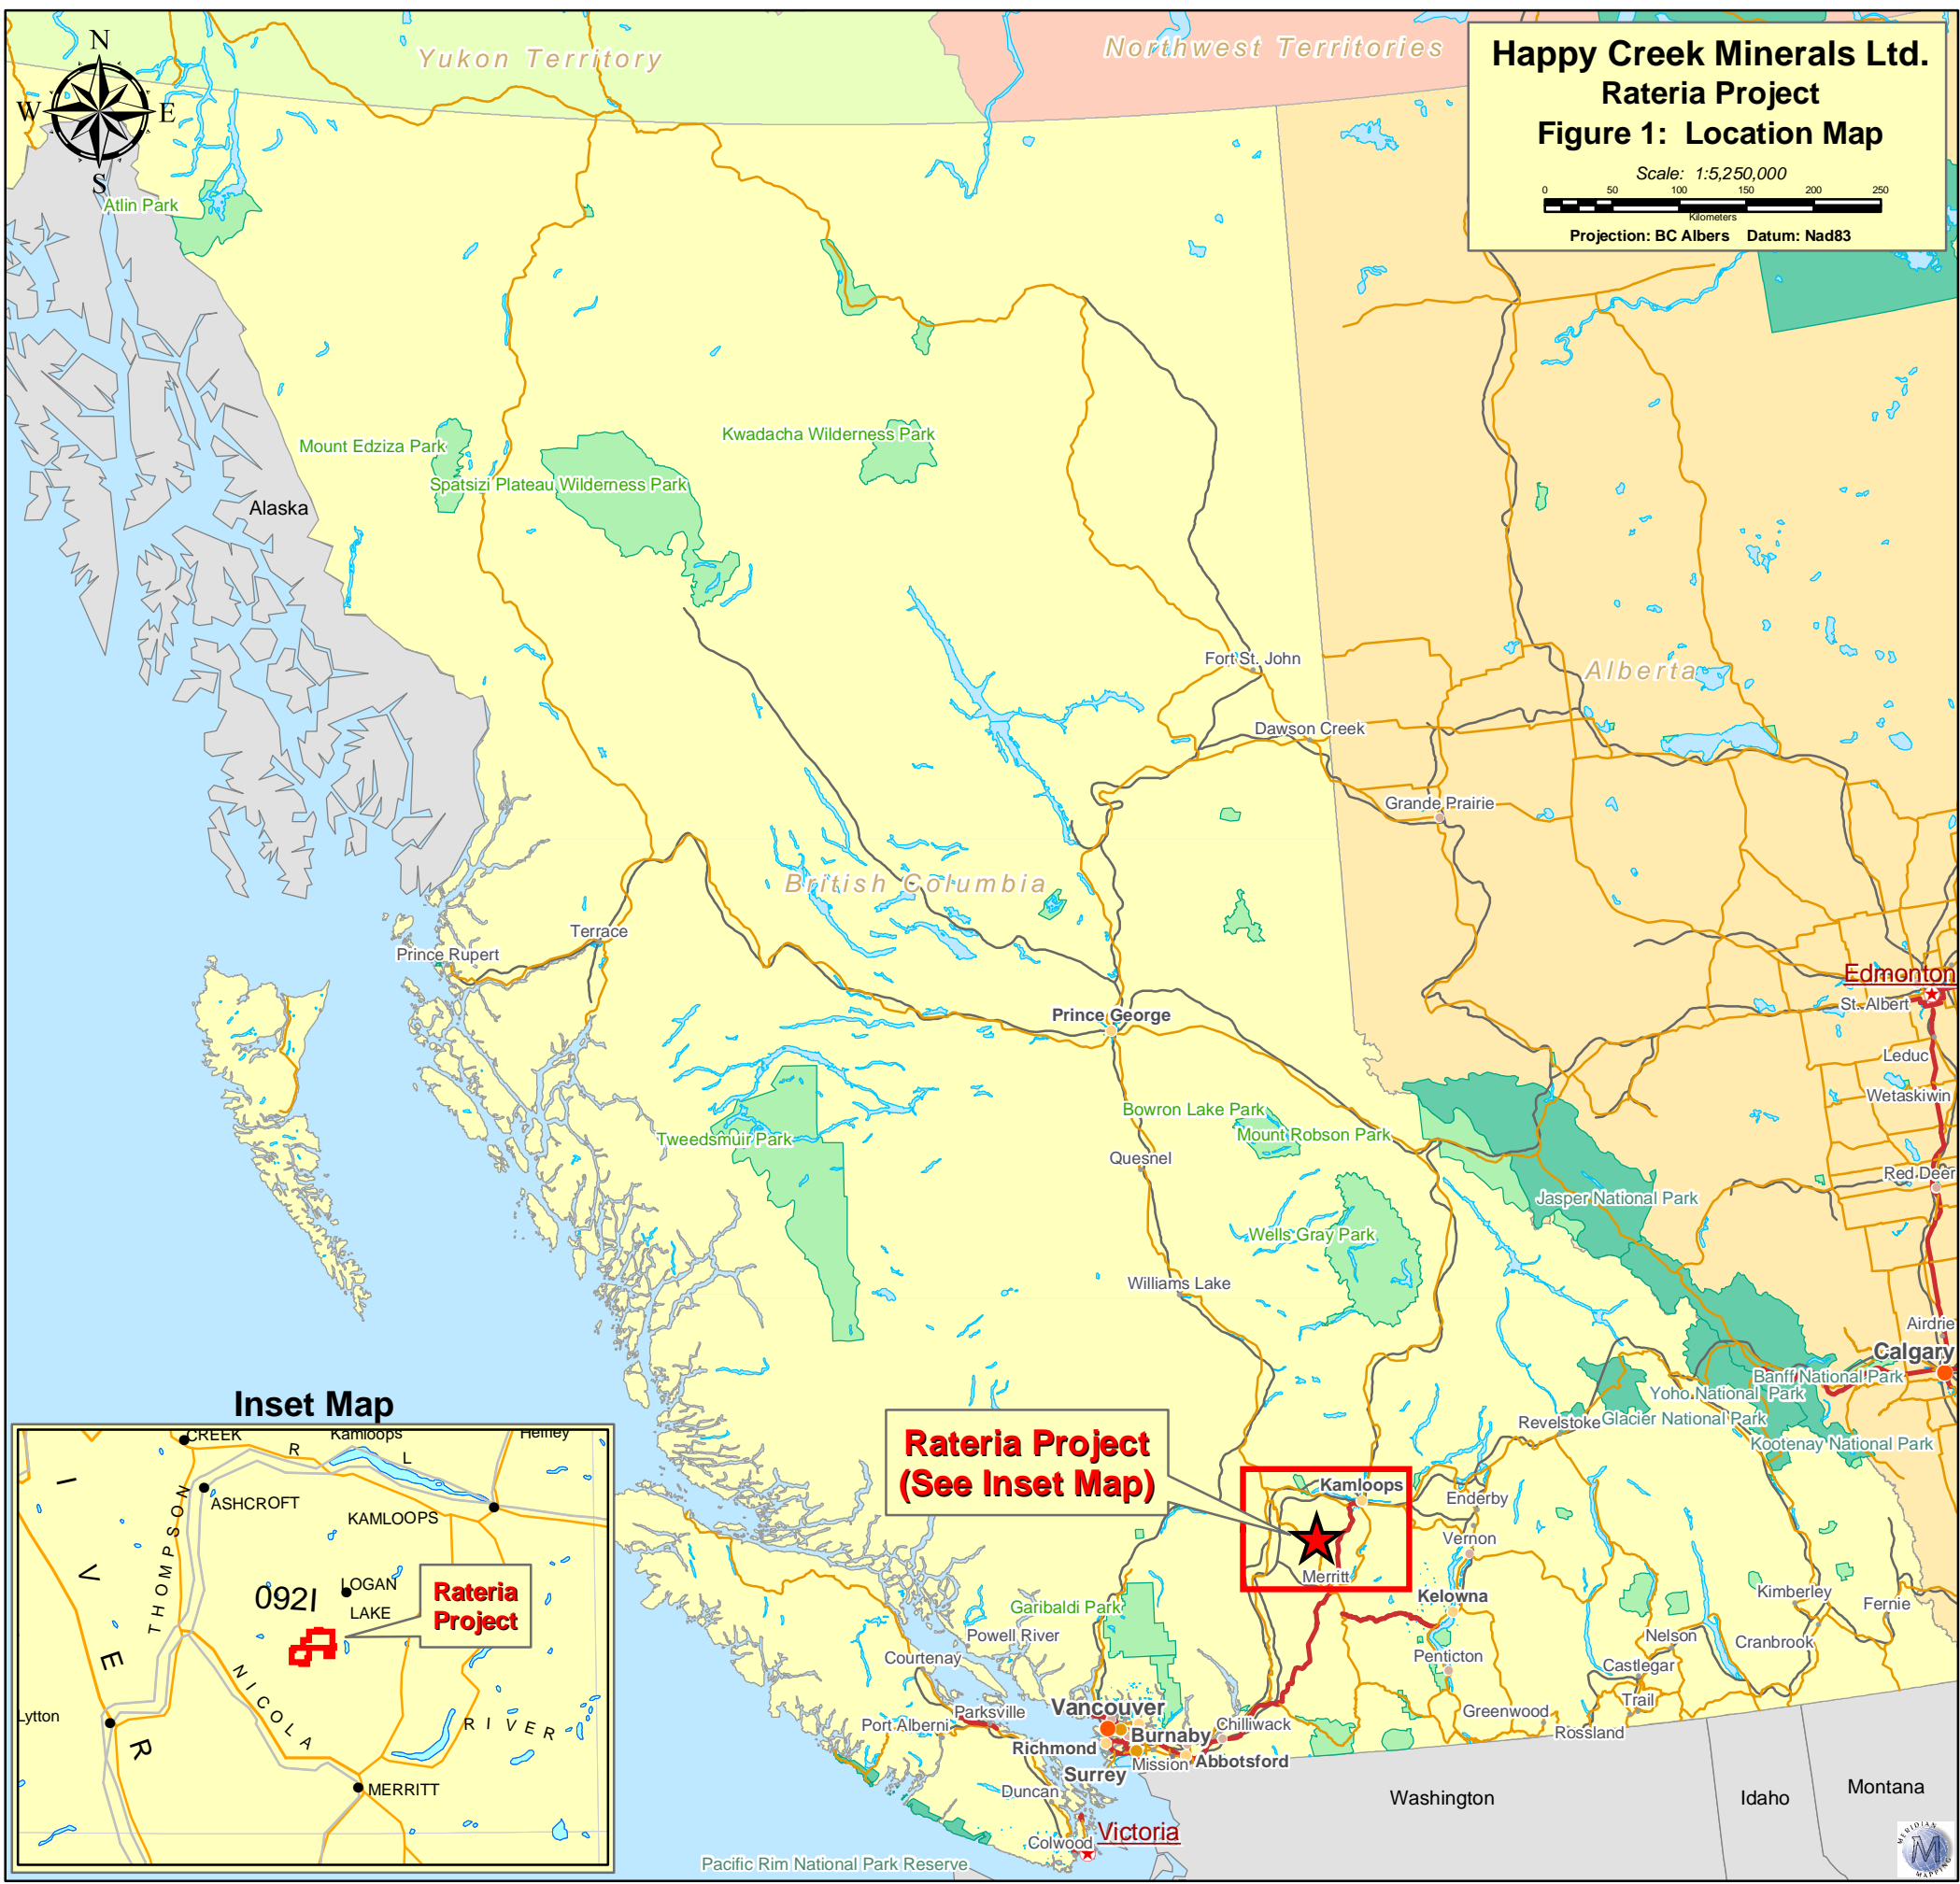 Yukon Territory
Northwest Territories
Happy Creek Minerals Ltd.
Rateria Project
Figure 1: Location Map
Scale: 1:5,250,000
0 50 100 150 200 250
Kilometers
Projection: BC Albers Datum: Nad83
N
W E
S
Atlin Park
Mount Edziza Park
Kwadacha Wilderness Park
Spatsizi Plateau Wilderness Park
Alaska
Fort St. John
Alberta
Dawson Creek
Grande Prairie
British Columbia
Terrace
Prince Rupert
Edmonton
St. Albert
Prince George
Leduc
Wetaskiwin
Bowron Lake Park
Mount Robson Park
Tweedsmuir Park
Quesnel
Red Deer
Jasper National Park
Wells Gray Park
Williams Lake
Airdrie
Calgary
Banff National Park
Yoho National Park
Revelstoke
Glacier National Park
Kootenay National Park
Rateria Project
(See Inset Map)
Kamloops
Enderby
Vernon
Merritt
Kelowna
Kimberley
Fernie
Garibaldi Park
Powell River
Courtenay
Nelson
Cranbrook
Penticton
Castlegar
Trail
Greenwood
Rossland
Parksville
Vancouver
Port Alberni
Burnaby
Chilliwack
Richmond
Mission
Abbotsford
Surrey
Duncan
Colwood
Victoria
Pacific Rim National Park Reserve
Washington
Idaho
Montana
MERIDIAN
M
MAPPING
Inset Map
CREEK
R L
Kamloops
Heffley
ASHCROFT
KAMLOOPS
THOMPSON
I V E R
092I
LOGAN
LAKE
Rateria
Project
NICOLA
RIVER
Lytton
MERRITT